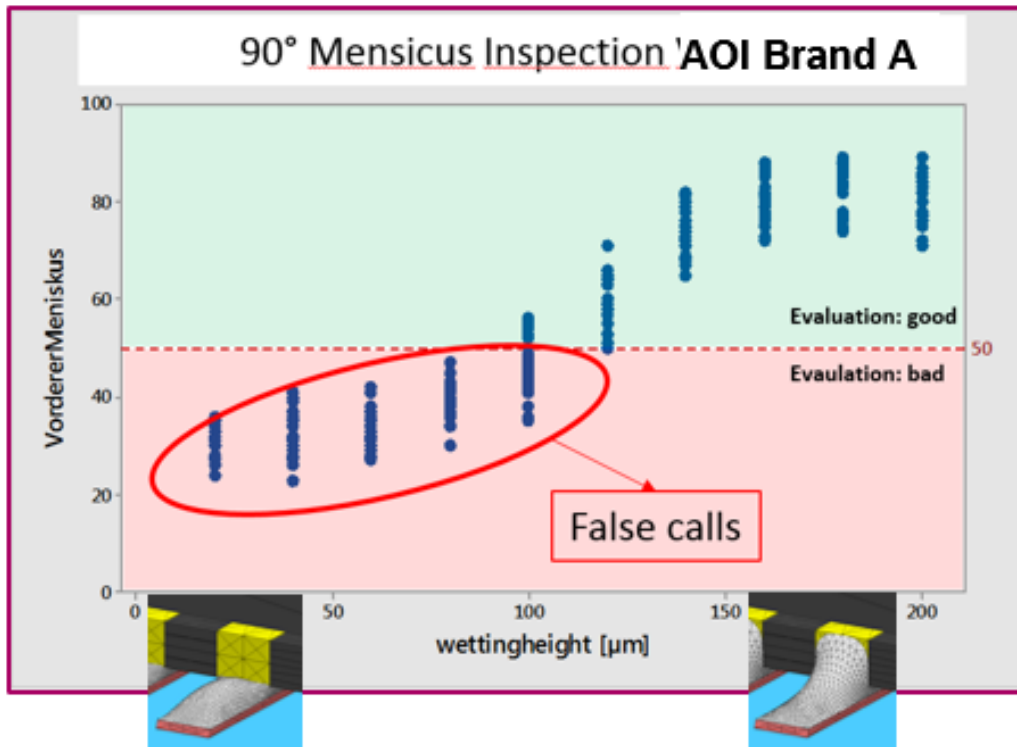 90° Mensicus Inspection AOI Brand A
100
80
60
40
20
0
VordererMeniskus
Evaluation: good
50
Evaulation: bad
False calls
0
50
100
150
200
wettingheight [µm]